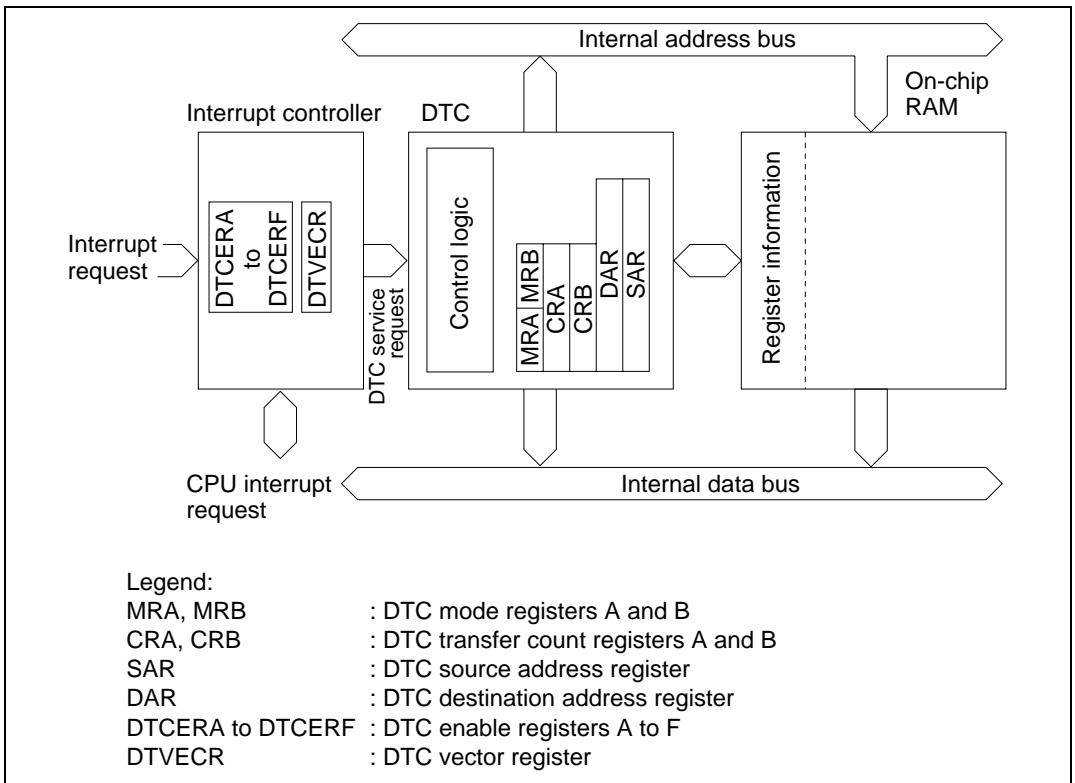 Internal address bus
On-chip
RAM
Interrupt controller
DTC
Interrupt
request
DTCERA
to
DTCERF
DTVECR
DTC service
request
Control logic
MRA MRB
CRA
CRB
DAR
SAR
Register information
CPU interrupt
request
Internal data bus
Legend:
MRA, MRB : DTC mode registers A and B
CRA, CRB : DTC transfer count registers A and B
SAR : DTC source address register
DAR : DTC destination address register
DTCERA to DTCERF : DTC enable registers A to F
DTVECR : DTC vector register